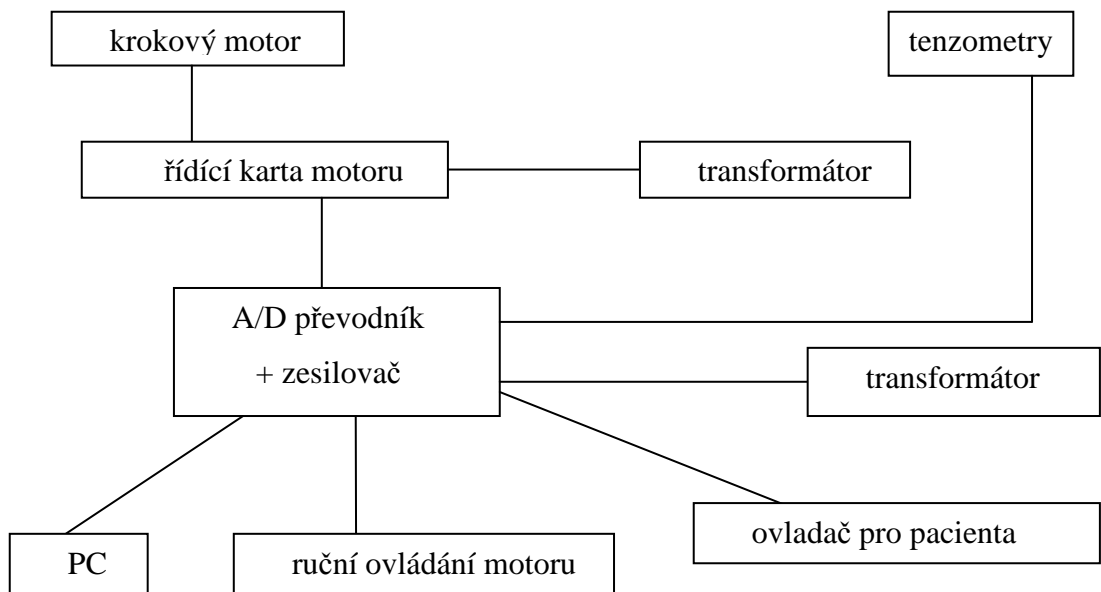 krokový motor
tenzometry
řídící karta motoru
transformátor
A/D převodník
+ zesilovač
transformátor
ovladač pro pacienta
PC
ruční ovládání motoru